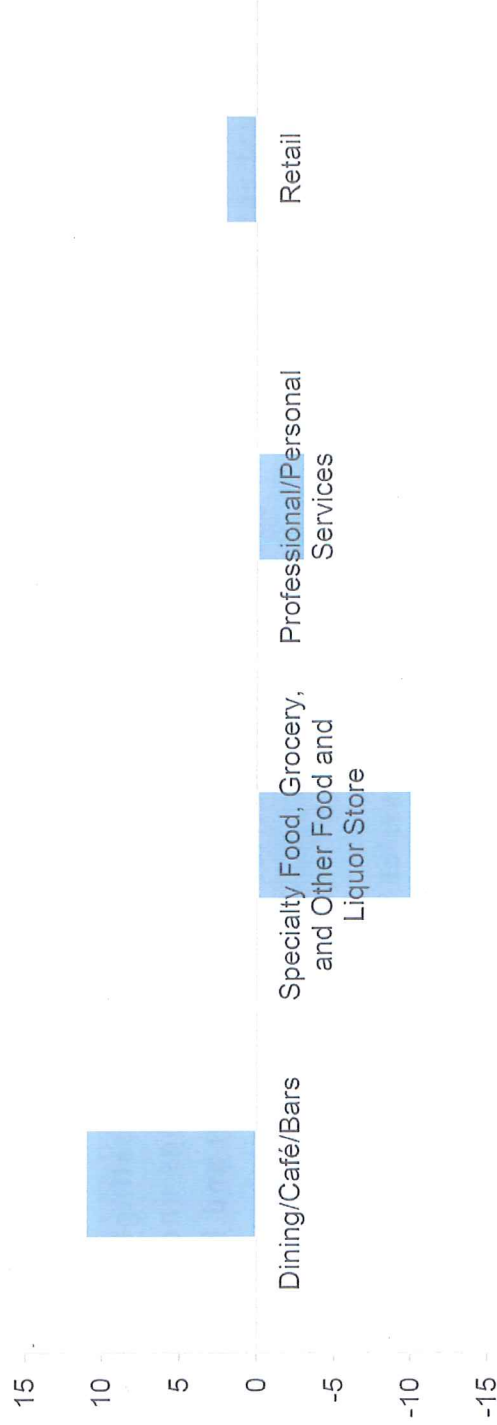 15
10
5
0
-5
-10
-15
Dining/Café/Bars
Specialty Food, Grocery,
and Other Food and
Liquor Store
Professional/Personal
Services
Retail